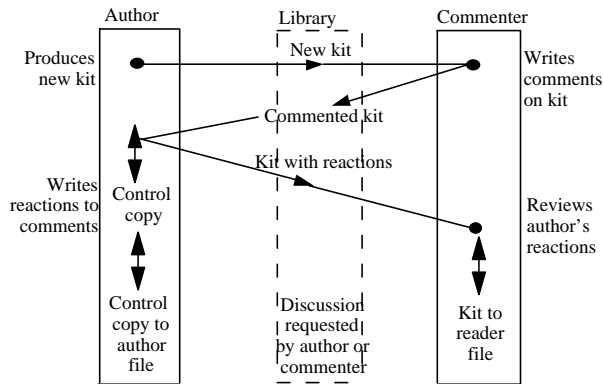 Author
Library
Commenter
Produces
new kit
New kit
Writes
comments
on kit
Commented kit
Kit with reactions
Writes
reactions to
comments
Control
copy
Reviews
author's
reactions
Control
copy to
author
file
Discussion
requested
by author or
commenter
Kit to
reader
file